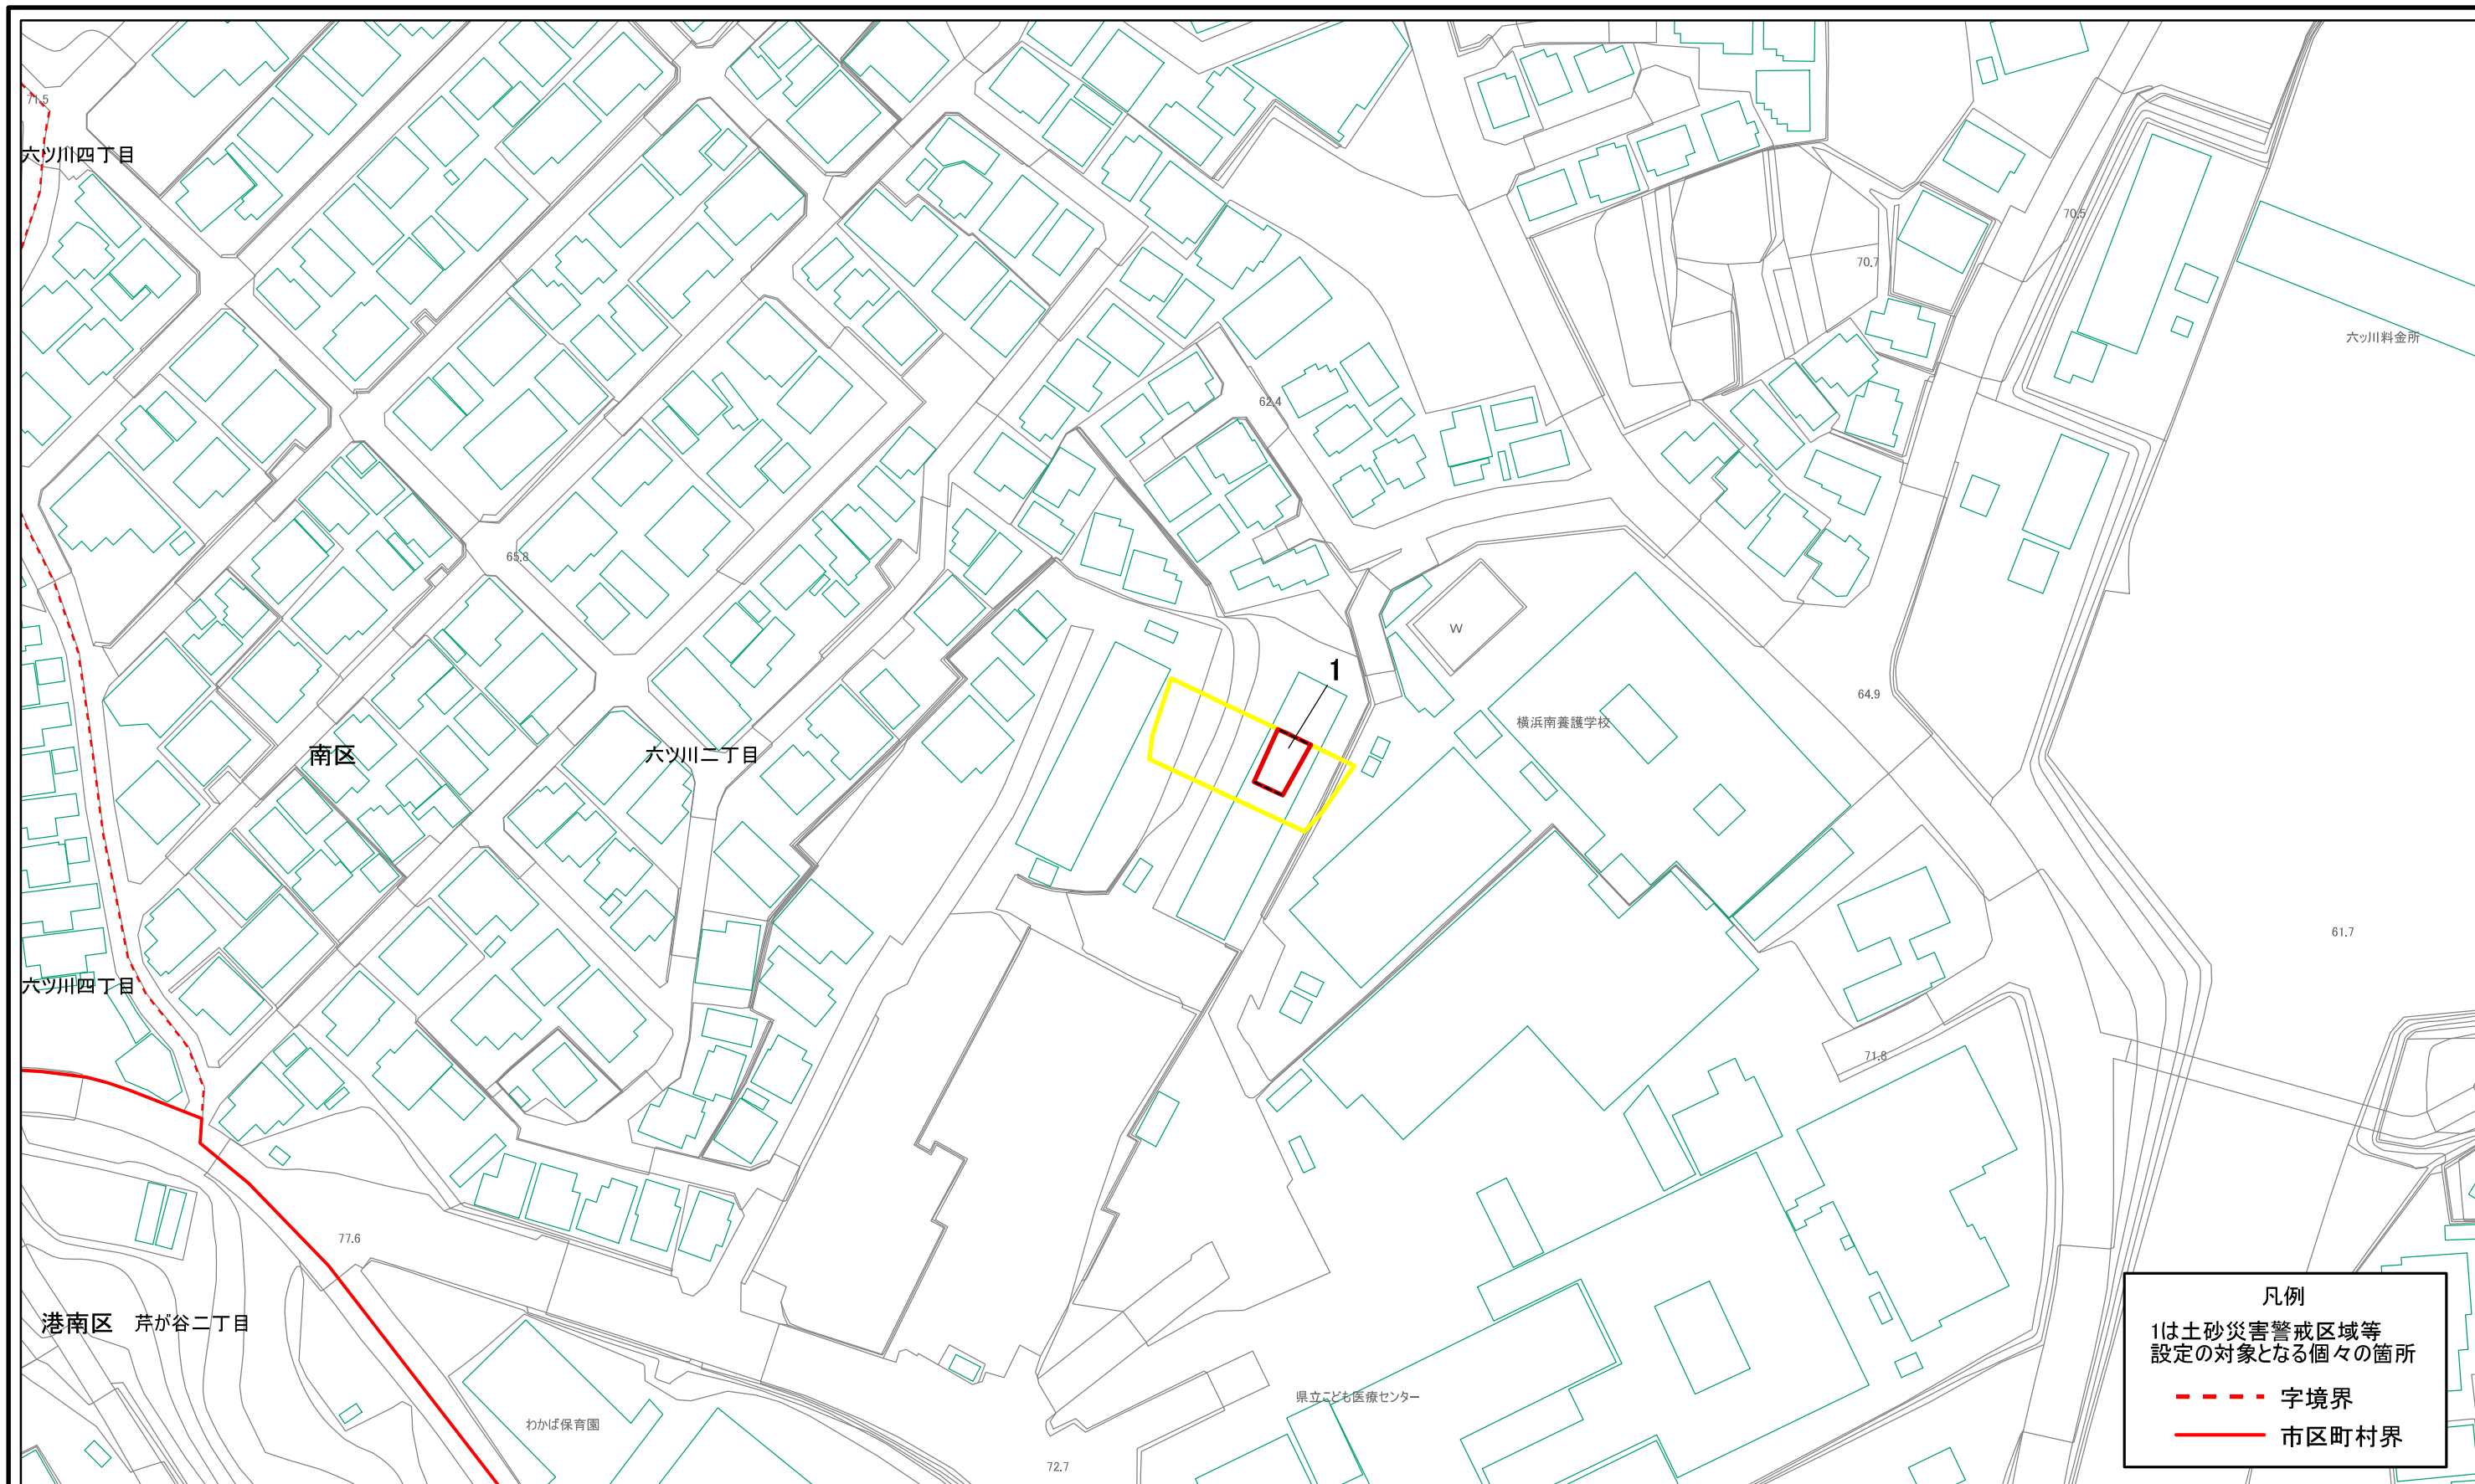 71.5
六ツ川四丁目
70.5
70.7
六ッ川料金所
62.4
65.8
W
1
64.9
横浜南養護学校
南区
六ツ川二丁目
61.7
六ツ川四丁目
71.8
77.6
港南区 芦が谷二丁目
県立こども医療センター
わかば保育園
72.7
凡例
1は土砂災害警戒区域等
設定の対象となる個々の箇所
字境界
市区町村界